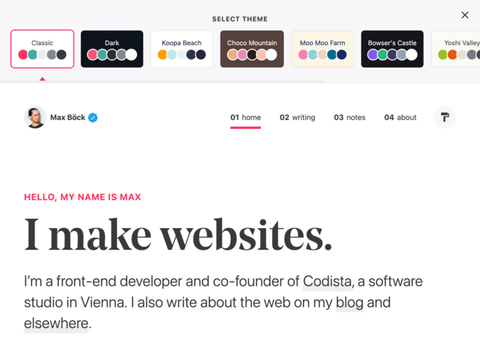 SELECT THEME
Classic
Dark
Koopa Beach
Choco Mountain
Moo Moo Farm
Bowser's Castle
Yoshi Valley
Max Böck
01 home
02 writing
03 notes
04 about
HELLO, MY NAME IS MAX
I make websites.
I'm a front-end developer and co-founder of Codista, a software
studio in Vienna. I also write about the web on my blog and
elsewhere.